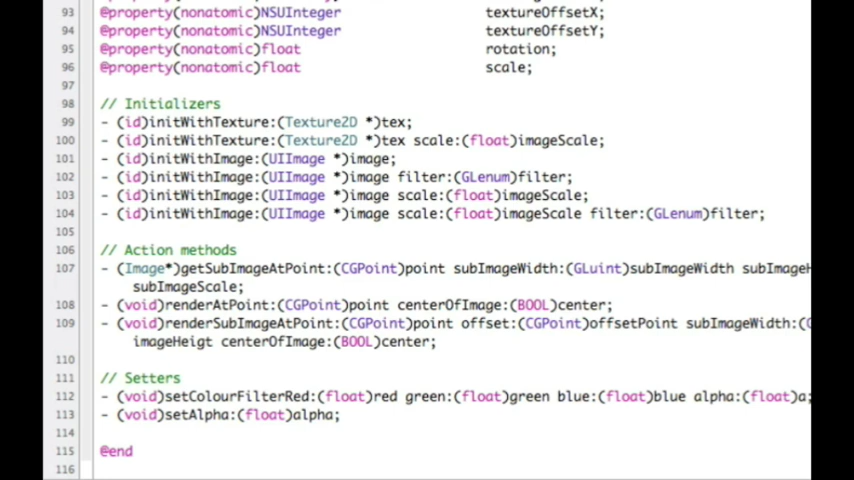 93 @property(nonatomic)NSUInteger textureOffsetX;
94 @property(nonatomic)NSUInteger textureOffsetY;
95 @property(nonatomic)float rotation;
96 @property(nonatomic)float scale;
97
98 // Initializers
99 - (id)initWithTexture:(Texture2D *)tex;
100 - (id)initWithTexture:(Texture2D *)tex scale:(float)imageScale;
101 - (id)initWithImage:(UIImage *)image;
102 - (id)initWithImage:(UIImage *)image filter:(GLenum)filter;
103 - (id)initWithImage:(UIImage *)image scale:(float)imageScale;
104 - (id)initWithImage:(UIImage *)image scale:(float)imageScale filter:(GLenum)filter;
105
106 // Action methods
107 - (Image*)getSubImageAtPoint:(CGPoint)point subImageWidth:(GLuint)subImageWidth subImageH
subImageScale;
108 - (void)renderAtPoint:(CGPoint)point centerOfImage:(BOOL)center;
109 - (void)renderSubImageAtPoint:(CGPoint)point offset:(CGPoint)offsetPoint subImageWidth:(
imageHeigt centerOfImage:(BOOL)center;
110
111 // Setters
112 - (void)setColourFilterRed:(float)red green:(float)green blue:(float)blue alpha:(float)a;
113 - (void)setAlpha:(float)alpha;
114
115 @end
116